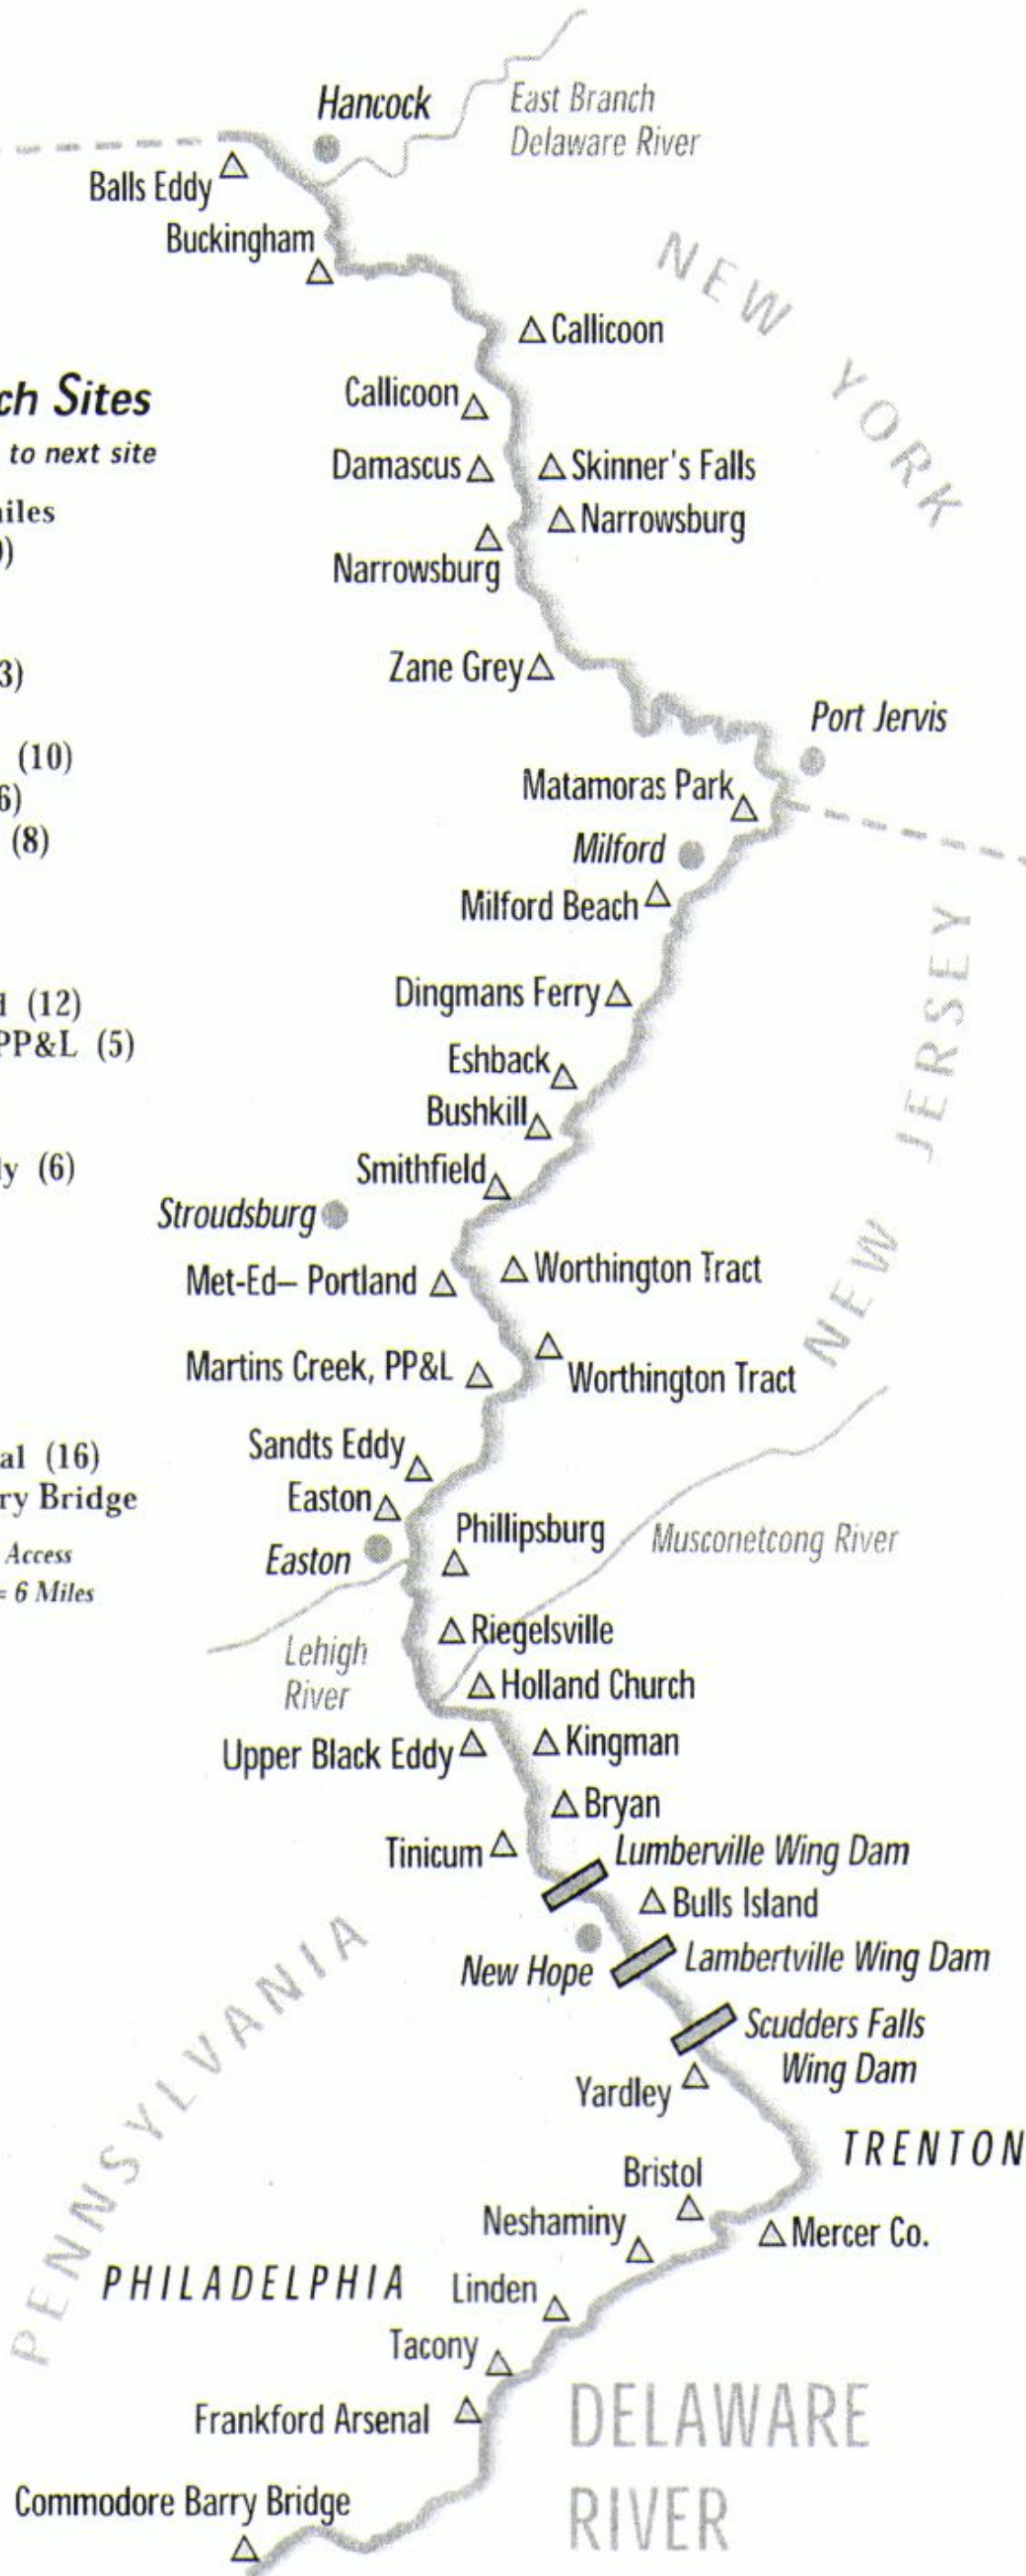 Hancock
East Branch
Delaware River
Balls Eddy
Buckingham
NEW YORK
Callicoon
Callicoon
Damascus
Skinner's Falls
Narrowsburg
Narrowsburg
Zane Grey
Port Jervis
Matamoras Park
Milford
Milford Beach
NEW JERSEY
Dingmans Ferry
Eshback
Bushkill
Smithfield
Stroudsburg
Worthington Tract
Met-Ed– Portland
Martins Creek, PP&L
Worthington Tract
Sandts Eddy
Easton
Phillipsburg
Musconetcong River
Easton
Riegelsville
Lehigh
River
Holland Church
Kingman
Upper Black Eddy
Bryan
Tinicum
Lumberville Wing Dam
Bulls Island
Lambertville Wing Dam
New Hope
PENNSYLVANIA
Scudders Falls
Wing Dam
Yardley
TRENTON
Bristol
Neshaminy
Mercer Co.
PHILADELPHIA
Linden
Tacony
Frankford Arsenal
DELAWARE
RIVER
Commodore Barry Bridge
Sites
to next site
(10)
(8)
(12)
PP&L (5)
(6)
(16)
Bridge
Access
= 6 Miles